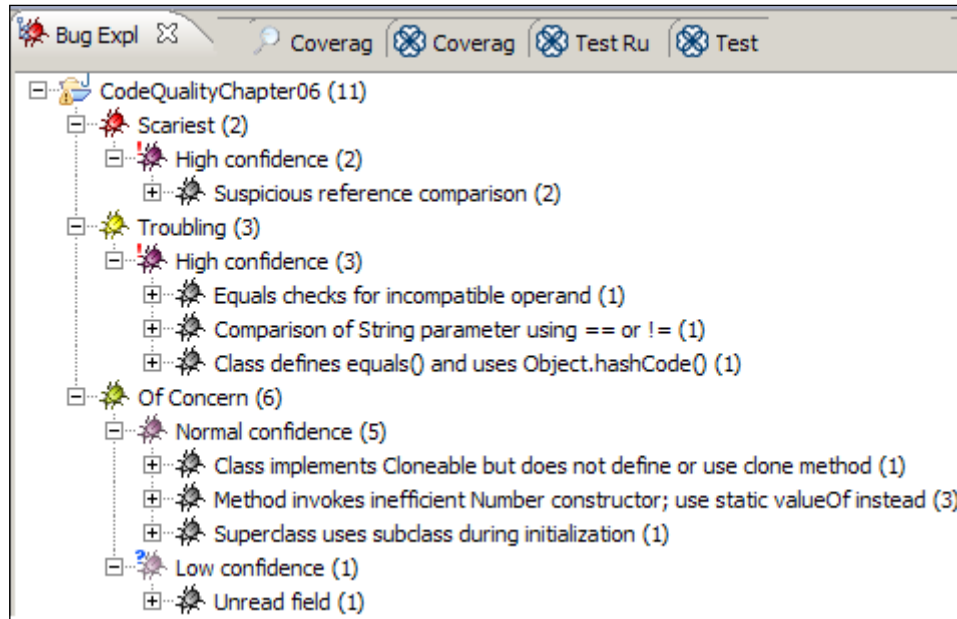 Bug Expl Coverag Coverag Test Ru Test
CodeQualityChapter06 (11)
Scariest (2)
High confidence (2)
Suspicious reference comparison (2)
Troubling (3)
High confidence (3)
Equals checks for incompatible operand (1)
Comparison of String parameter using == or != (1)
Class defines equals() and uses Object.hashCode() (1)
Of Concern (6)
Normal confidence (5)
Class implements Cloneable but does not define or use clone method (1)
Method invokes inefficient Number constructor; use static valueOf instead (3)
Superclass uses subclass during initialization (1)
Low confidence (1)
Unread field (1)